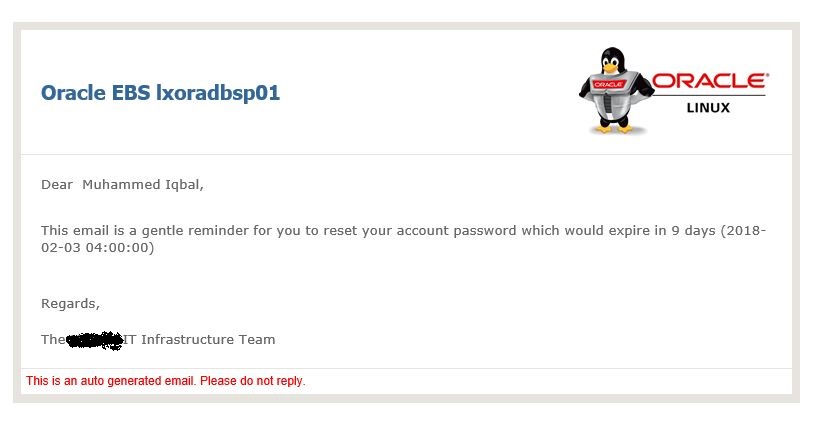 ORACLE
ORACLE®
LINUX
Oracle EBS lxoradbsp01
Dear  Muhammed Iqbal,
This email is a gentle reminder for you to reset your account password which would expire in 9 days (2018-
02-03 04:00:00)
Regards,
The IT Infrastructure Team
This is an auto generated email. Please do not reply.